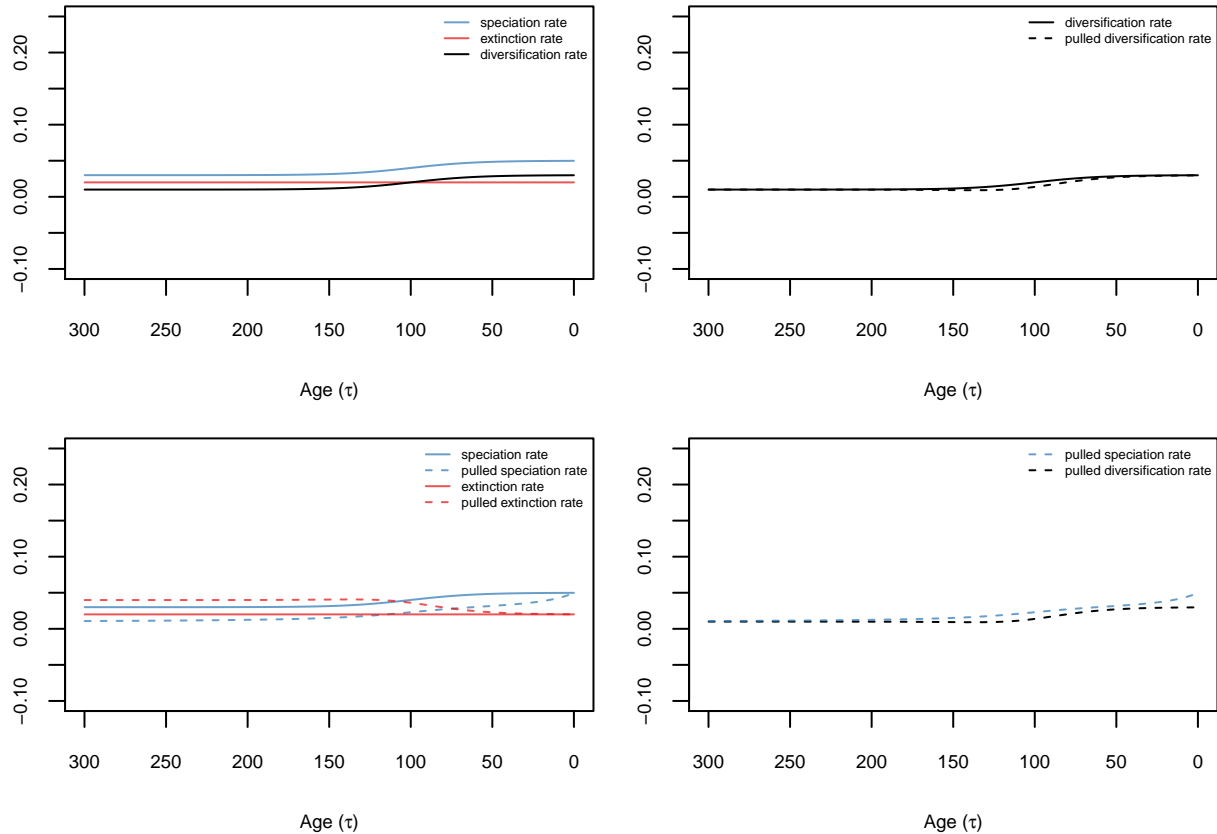 speciation rate
extinction rate
diversification rate
−0.10 0.00 0.10 0.20
300 250 200 150 100 50 0
Age (τ)
diversification rate
pulled diversification rate
−0.10 0.00 0.10 0.20
300 250 200 150 100 50 0
Age (τ)
speciation rate
pulled speciation rate
extinction rate
pulled extinction rate
−0.10 0.00 0.10 0.20
300 250 200 150 100 50 0
Age (τ)
pulled speciation rate
pulled diversification rate
−0.10 0.00 0.10 0.20
300 250 200 150 100 50 0
Age (τ)